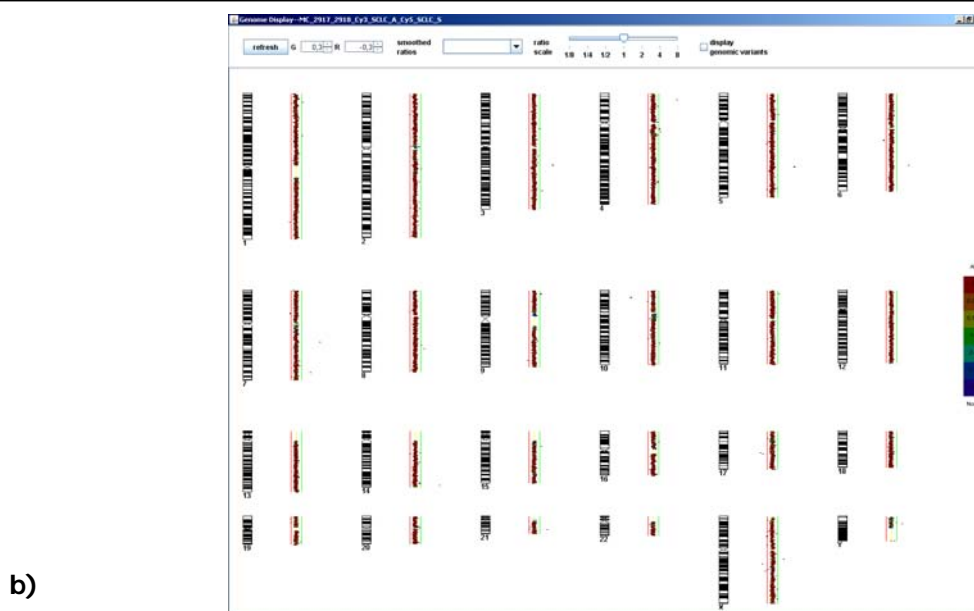 Genome Display--MC_2917_2918_Cy3_SCLC_A_Cy5_SCLC_S
refresh G 0,3 R -0,3 smoothed ratios ratio scale 1/8 1/4 1/2 1 2 4 8 display genomic variants
1 2 3 4 5 6
7 8 9 10 11 12
13 14 15 16 17 18
19 20 21 22 X Y
b)